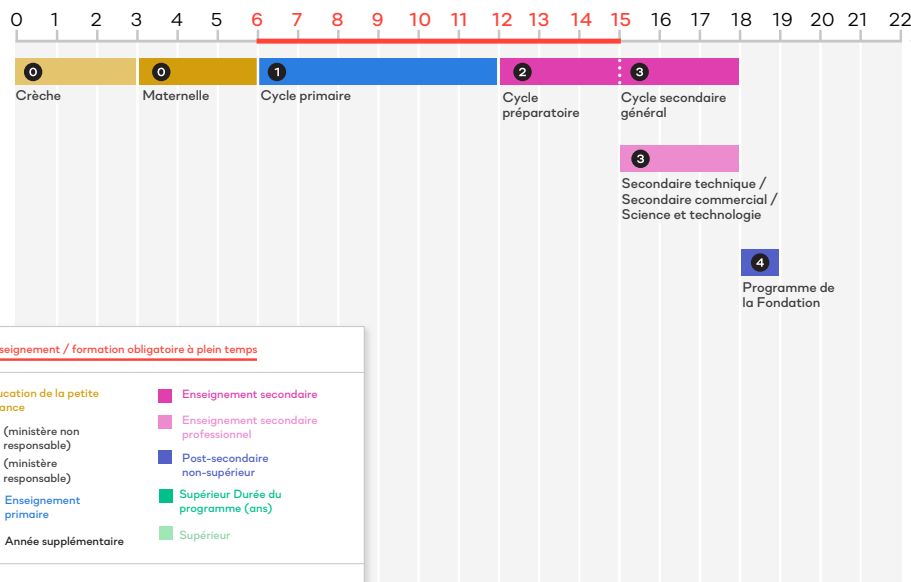 0 1 2 3 4 5 6 7 8 9 10 11 12 13 14 15 16 17 18 19 20 21 22
0 0 1 2 3
Crèche Maternelle Cycle primaire Cycle préparatoire Cycle secondaire général
3
Secondaire technique /
Secondaire commercial /
Science et technologie
4
Programme de
la Fondation
seignement / formation obligatoire à plein temps
ucation de la petite
ance
(ministère non
responsable)
(ministère
responsable)
Enseignement
primaire
Année supplémentaire
Enseignement secondaire
Enseignement secondaire
professionnel
Post-secondaire
non-supérieur
Supérieur Durée du
programme (ans)
Supérieur